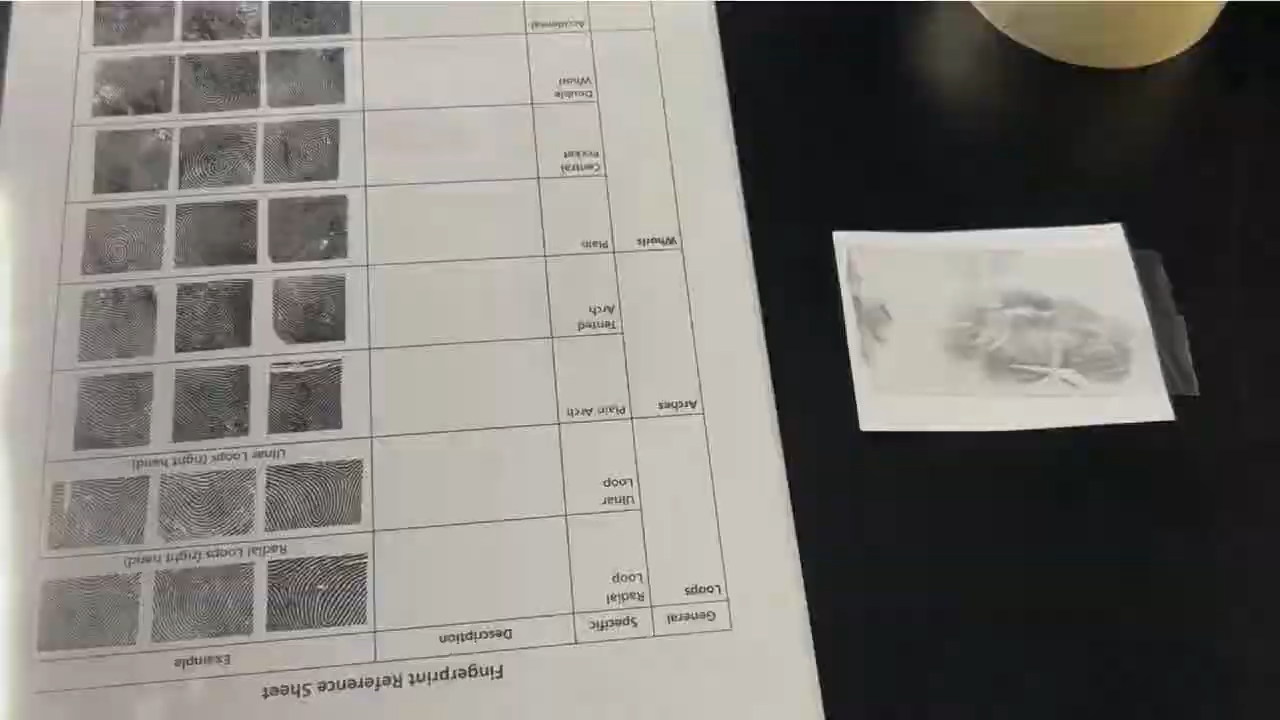 Fingerprint Reference Sheet
General Specific Description Example
Loops Radial Loop
Radial Loops (right hand)
Ulnar Loop
Ulnar Loops (right hand)
Arches Plain Arch
Tented Arch
Whorls Plain
Central Pocket
Double Whorl
Accidental